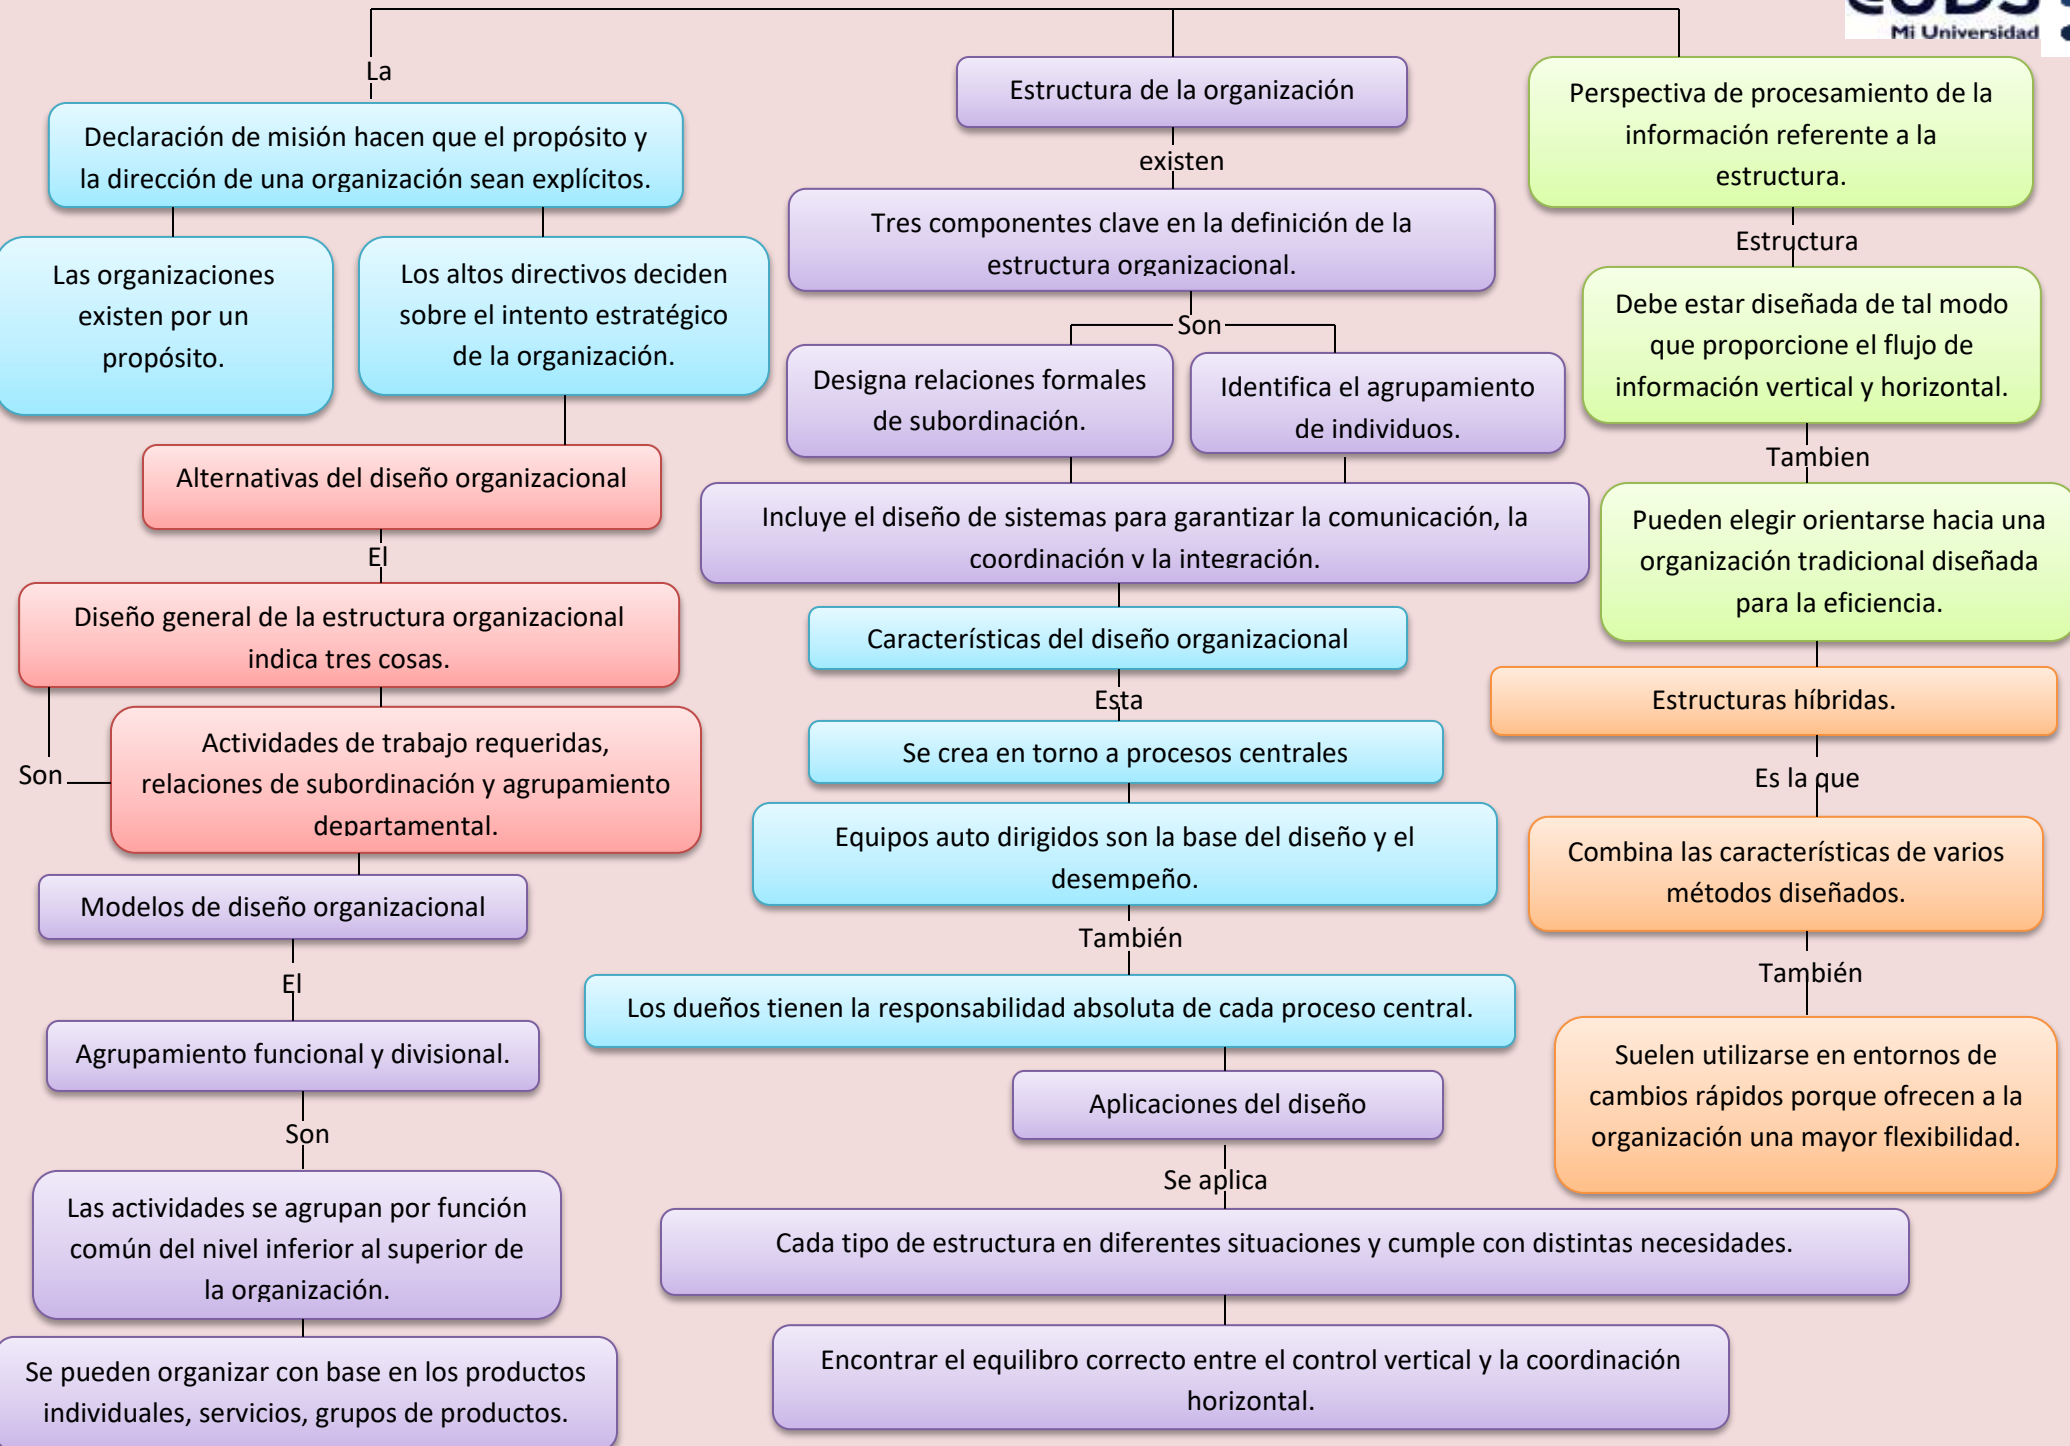 Mi Universidad
La
Declaración de misión hacen que el propósito y
la dirección de una organización sean explícitos.
Las organizaciones
existen por un
propósito.
Los altos directivos deciden
sobre el intento estratégico
de la organización.
Alternativas del diseño organizacional
El
Diseño general de la estructura organizacional
indica tres cosas.
Son
Actividades de trabajo requeridas,
relaciones de subordinación y agrupamiento
departamental.
Modelos de diseño organizacional
El
Agrupamiento funcional y divisional.
Son
Las actividades se agrupan por función
común del nivel inferior al superior de
la organización.
Se pueden organizar con base en los productos
individuales, servicios, grupos de productos.
Estructura de la organización
existen
Tres componentes clave en la definición de la
estructura organizacional.
Son
Designa relaciones formales
de subordinación.
Identifica el agrupamiento
de individuos.
Incluye el diseño de sistemas para garantizar la comunicación, la
coordinación y la integración.
Característicias del diseño organizacional
Esta
Se crea en torno a procesos centrales
Equipos auto dirigidos son la base del diseño y el
desempeño.
También
Los dueños tienen la responsabilidad absoluta de cada proceso central.
Aplicaciones del diseño
Se aplica
Cada tipo de estructura en diferentes situaciones y cumple con distintas necesidades.
Encontrar el equilibro correcto entre el control vertical y la coordinación
horizontal.
Perspectiva de procesamiento de la
información referente a la
estructura.
Estructura
Debe estar diseñada de tal modo
que proporcione el flujo de
información vertical y horizontal.
Tambien
Pueden elegir orientarse hacia una
organización tradicional diseñada
para la eficiencia.
Estructuras híbridas.
Es la que
Combina las características de varios
métodos diseñados.
También
Suelen utilizarse en entornos de
cambios rápidos porque ofrecen a la
organización una mayor flexibilidad.